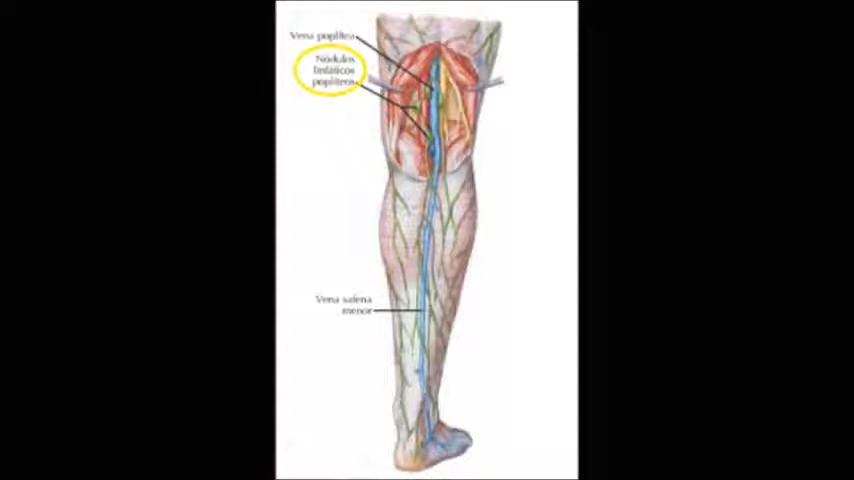 Vena poplítea
Nódulos
linfáticos
poplíteos
Vena safena
menor